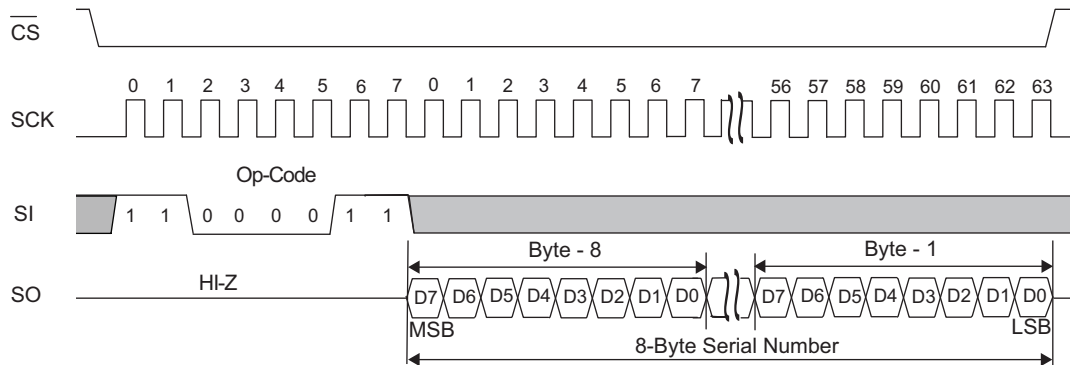 CS
0 1 2 3 4 5 6 7 0 1 2 3 4 5 6 7 56 57 58 59 60 61 62 63
SCK
Op-Code
SI 1 1 0 0 0 0 1 1
Byte - 8 Byte - 1
HI-Z
SO D7 D6 D5 D4 D3 D2 D1 D0 D7 D6 D5 D4 D3 D2 D1 D0
MSB LSB
8-Byte Serial Number